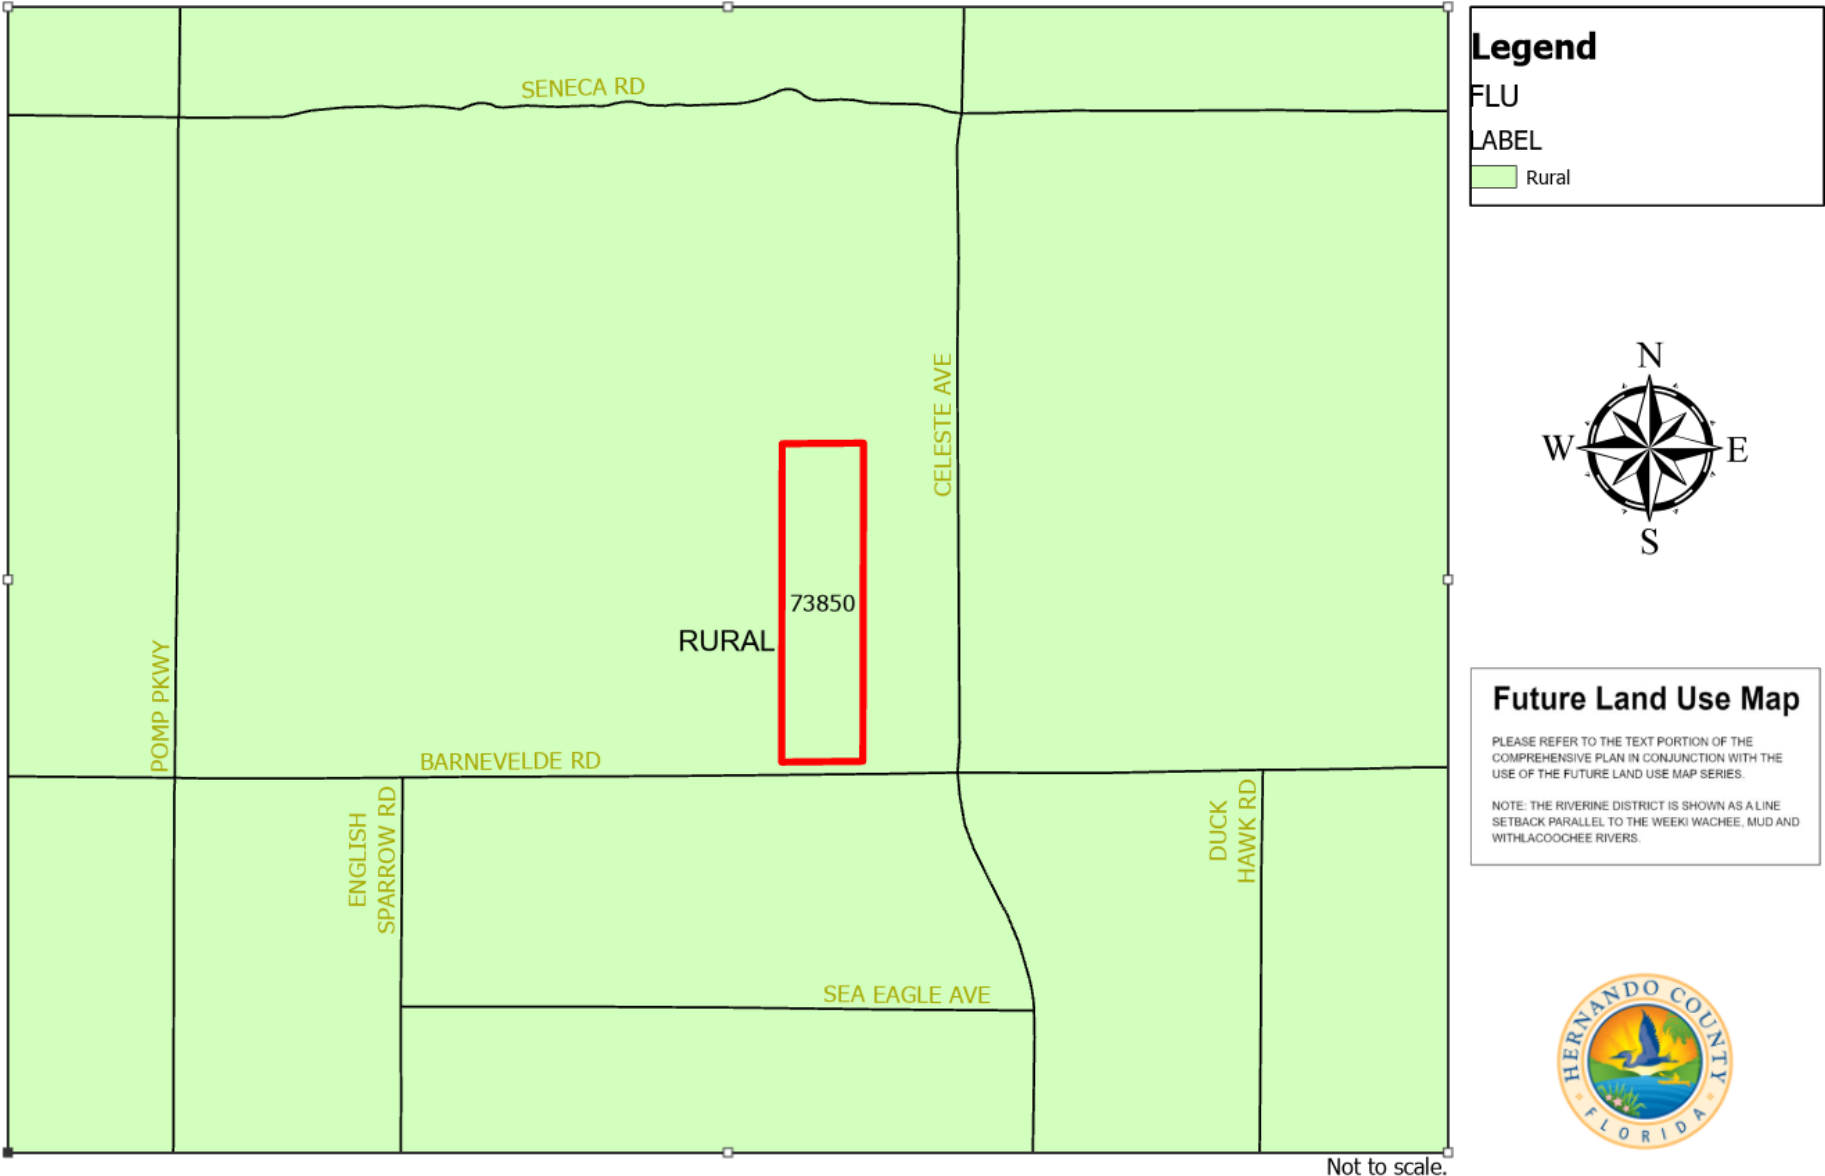 SENECA RD
CELESTE AVE
73850
RURAL
POMP PKWY
BARNEVELDE RD
ENGLISH
SPARROW RD
DUCK
HAWK RD
SEA EAGLE AVE
Legend
FLU
LABEL
Rural
N
W
E
S
Future Land Use Map
PLEASE REFER TO THE TEXT PORTION OF THE
COMPREHENSIVE PLAN IN CONJUNCTION WITH THE
USE OF THE FUTURE LAND USE MAP SERIES.
NOTE: THE RIVERINE DISTRICT IS SHOWN AS A LINE
SETBACK PARALLEL TO THE WEEKI WACHEE, MUD AND
WITHLACOOCHEE RIVERS.
HERNANDO COUNTY
FLORIDA
Not to scale.